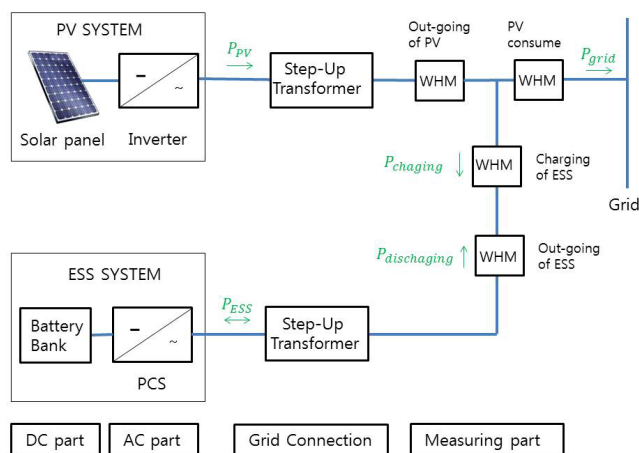 PV SYSTEM
Solar panel
Inverter
~
P_PV
Step-Up
Transformer
Out-going
of PV
WHM
PV
consume
WHM
P_grid
P_chaging
WHM
Charging
of ESS
Grid
P_dischaging
WHM
Out-going
of ESS
ESS SYSTEM
Battery
Bank
~
PCS
P_ESS
Step-Up
Transformer
DC part
AC part
Grid Connection
Measuring part